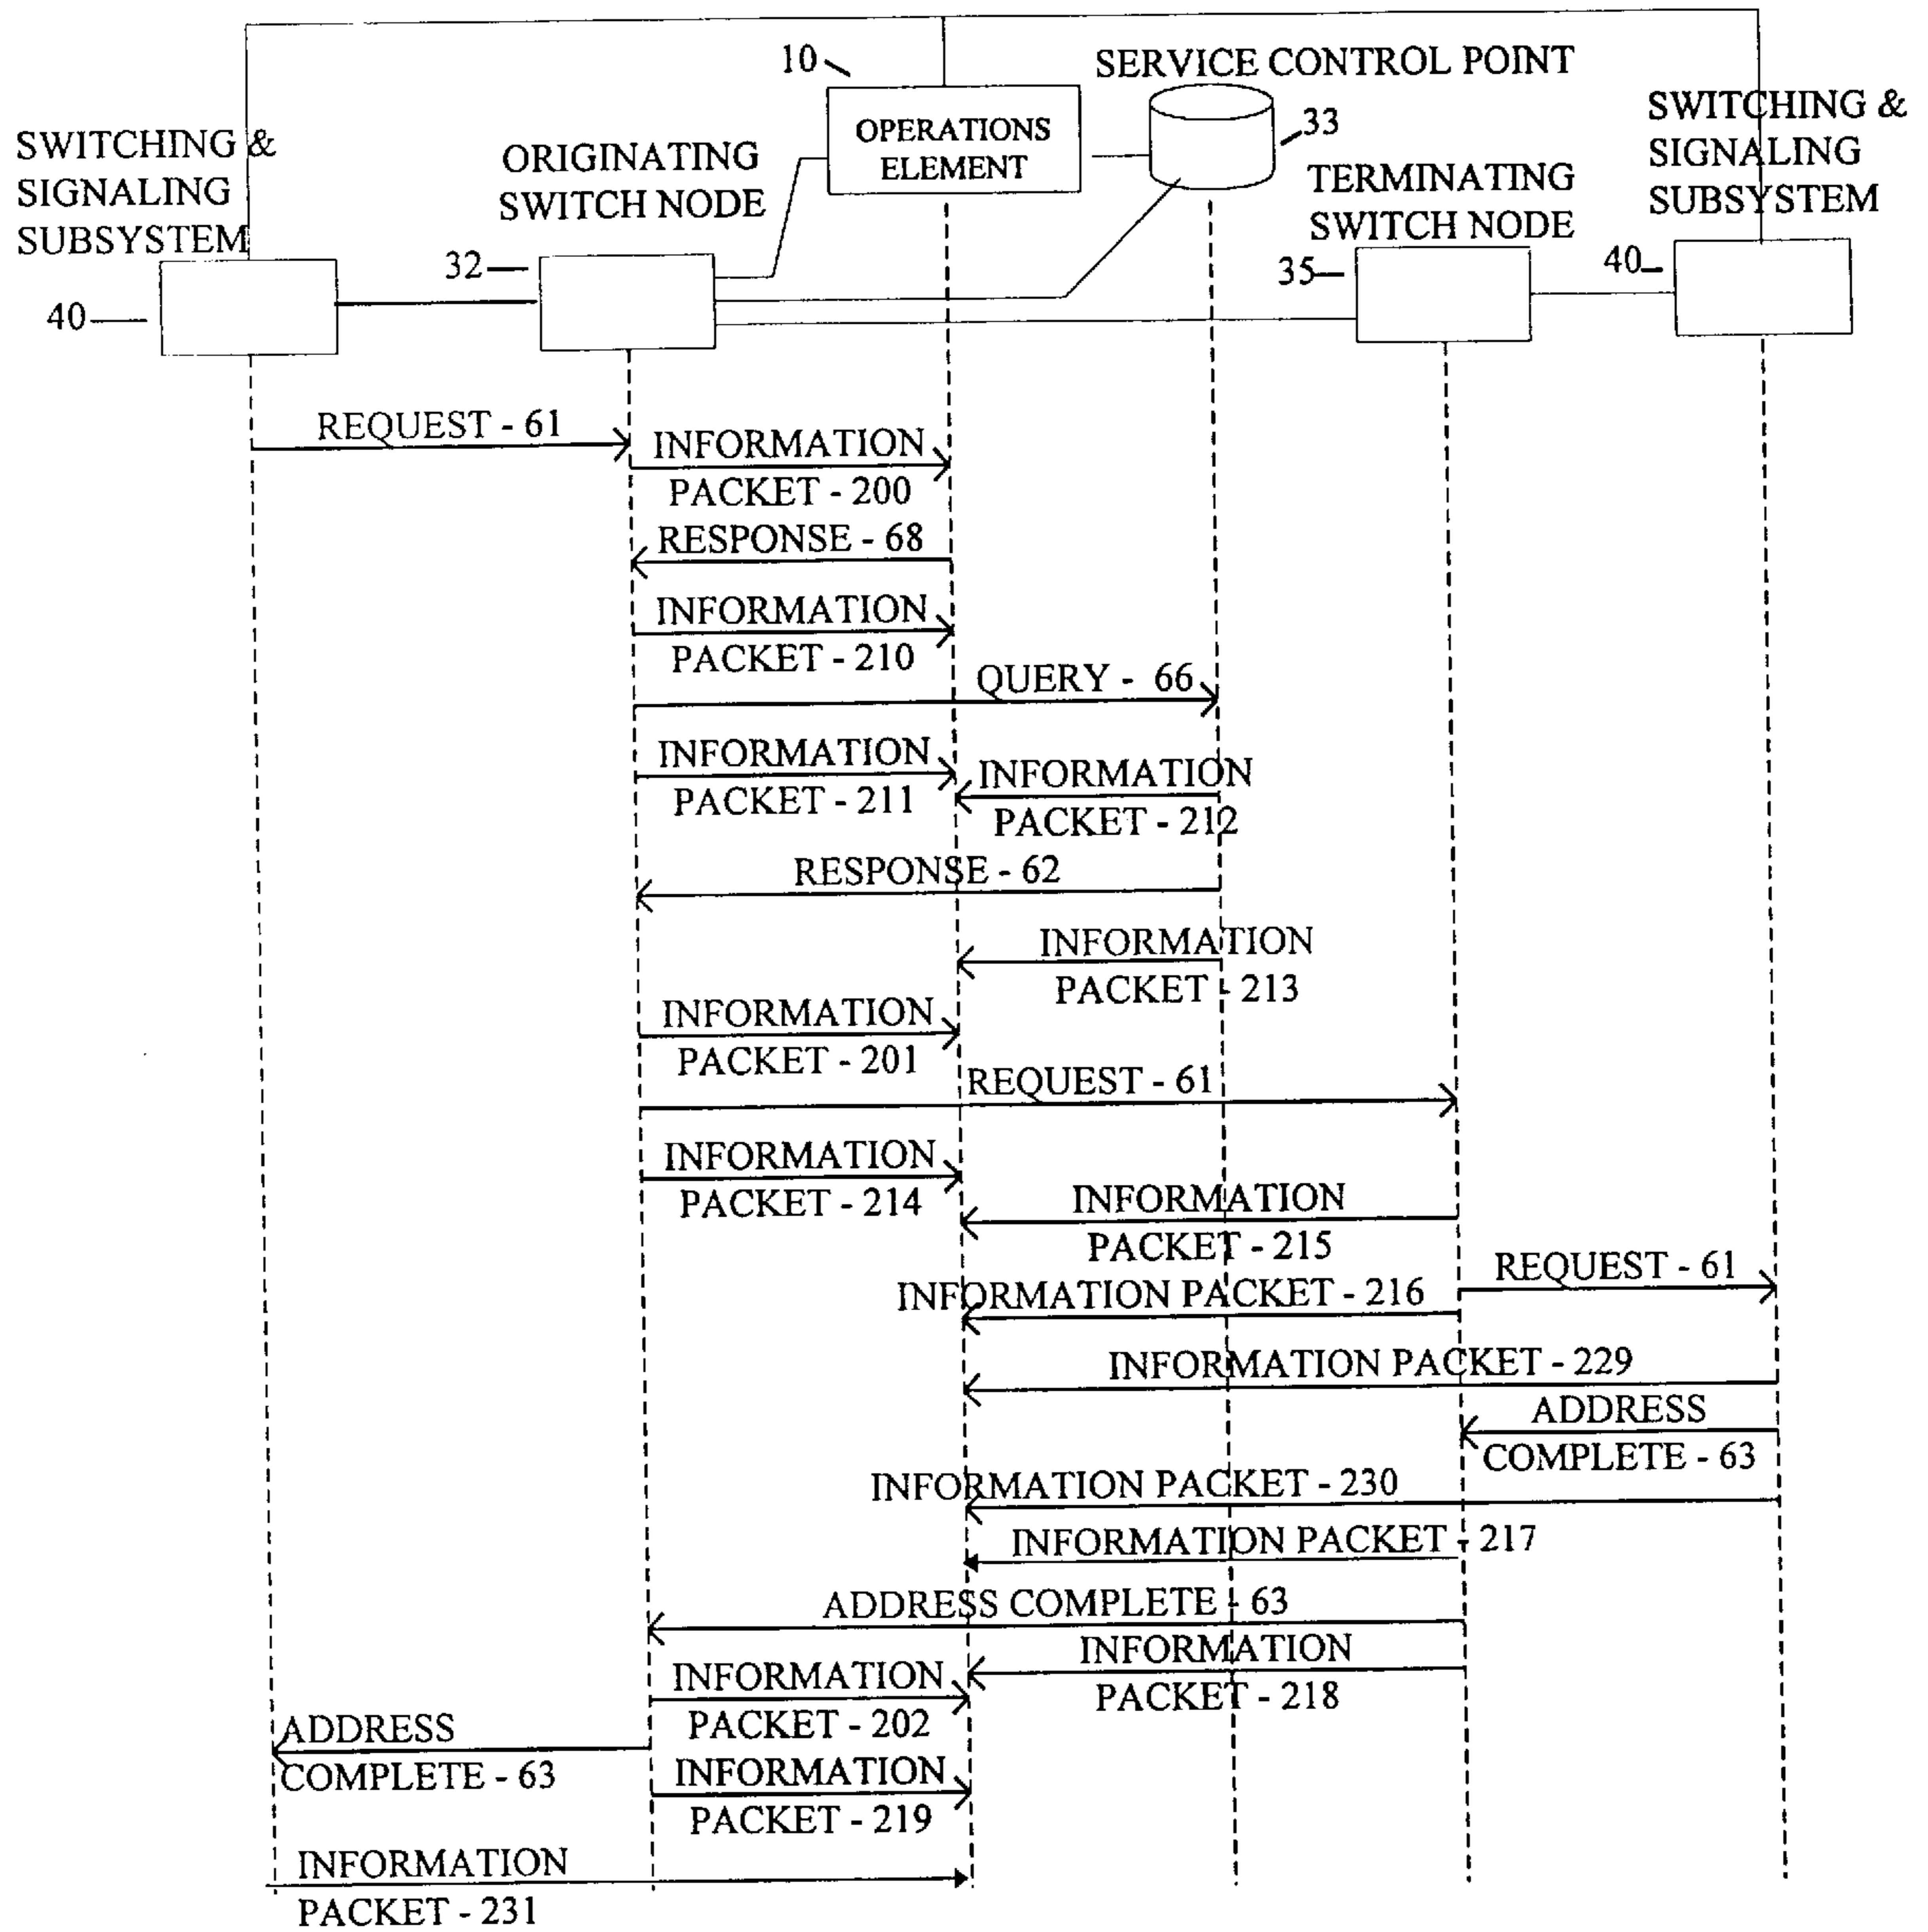 10
SERVICE CONTROL POINT
OPERATIONS
ELEMENT
33
SWITCHING &
SIGNALING
SUBSYSTEM
ORIGINATING
SWITCH NODE
TERMINATING
SWITCH NODE
SWITCHING &
SIGNALING
SUBSYSTEM
40
32
35
40
REQUEST - 61
INFORMATION
PACKET - 200
RESPONSE - 68
INFORMATION
PACKET - 210
QUERY - 66
INFORMATION
PACKET - 211
INFORMATION
PACKET - 212
RESPONSE - 62
INFORMATION
PACKET - 213
INFORMATION
PACKET - 201
REQUEST - 61
INFORMATION
PACKET - 214
INFORMATION
PACKET - 215
REQUEST - 61
INFORMATION PACKET - 216
INFORMATION PACKET - 229
ADDRESS
COMPLETE - 63
INFORMATION PACKET - 230
INFORMATION PACKET - 217
ADDRESS COMPLETE - 63
INFORMATION
PACKET - 218
INFORMATION
PACKET - 202
ADDRESS
COMPLETE - 63
INFORMATION
PACKET - 219
INFORMATION
PACKET - 231